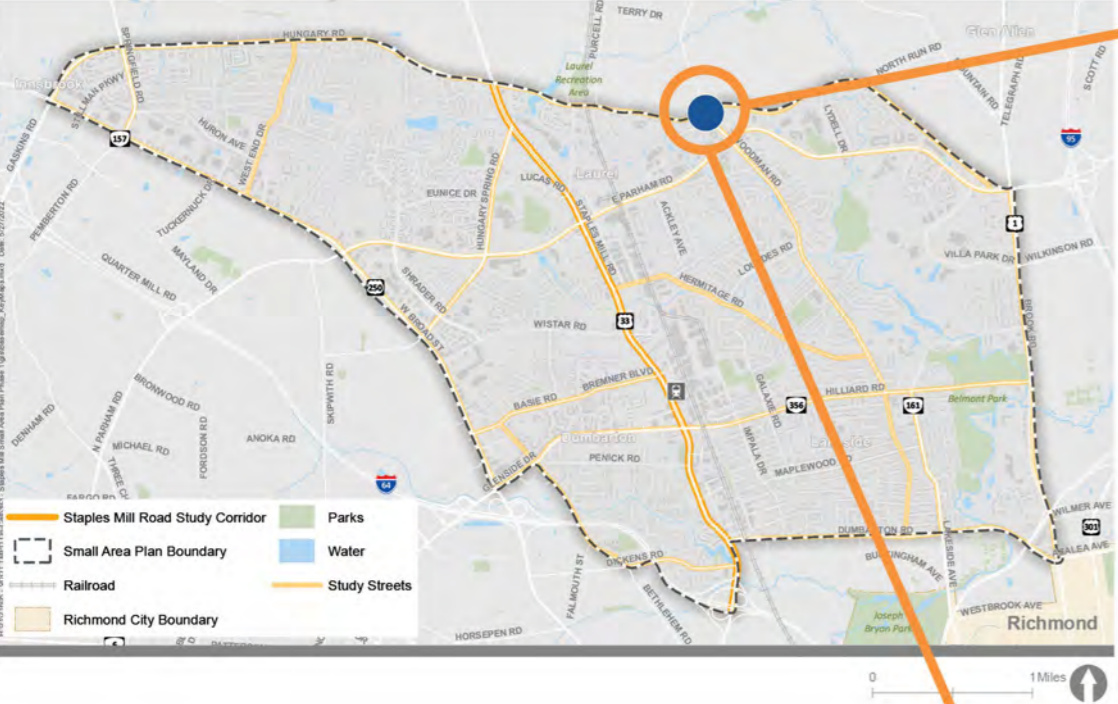 TERRY DR
PURCELL RD
SPRINGFIELD RD
HUNGARY RD
Glen Allen
NORTH RUN RD
MOUNTAIN RD
TELEGRAPH RD
SCOTT RD
Laurel
Recreation
Area
Innsbrook
STILLMAN PKWY
GASKINS RD
157
HURON AVE
WEST END DR
LYDELL DR
95
WOODMAN RD
LUCAS RD
Laurel
E PARHAM RD
EUNICE DR
HUNGARY SPRING RD
STAPLES MILL RD
ACKLEY AVE
PEMBERTON RD
TUCKERNUCK DR
MAYLAND DR
QUARTER MILL RD
1
VILLA PARK DR
WILKINSON RD
LOURDES RD
HERMITAGE RD
SHRADER RD
250
W BROAD ST
33
WISTAR RD
BROOK RD
BREMNER BLVD
BASIE RD
HILLIARD RD
356
161
Belmont Park
GALAXIE RD
IMPALA DR
BRONWOOD RD
SKIPWITH RD
DENHAM RD
N PARHAM RD
MICHAEL RD
FORDSON RD
ANOKA RD
Dumbarton
Lakeside
PENICK RD
MAPLEWOOD RD
GLENSIDE DR
64
FARGO RD
WILMER AVE
301
AZALEA AVE
DUMBARTON RD
BUCKINGHAM AVE
LAKESIDE AVE
DICKENS RD
FALMOUTH ST
BETHLEHEM RD
HORSEPEN RD
WESTBROOK AVE
Joseph
Bryan Park
Richmond
Staples Mill Road Study Corridor
Small Area Plan Boundary
Railroad
Richmond City Boundary
Parks
Water
Study Streets
0 1 Miles